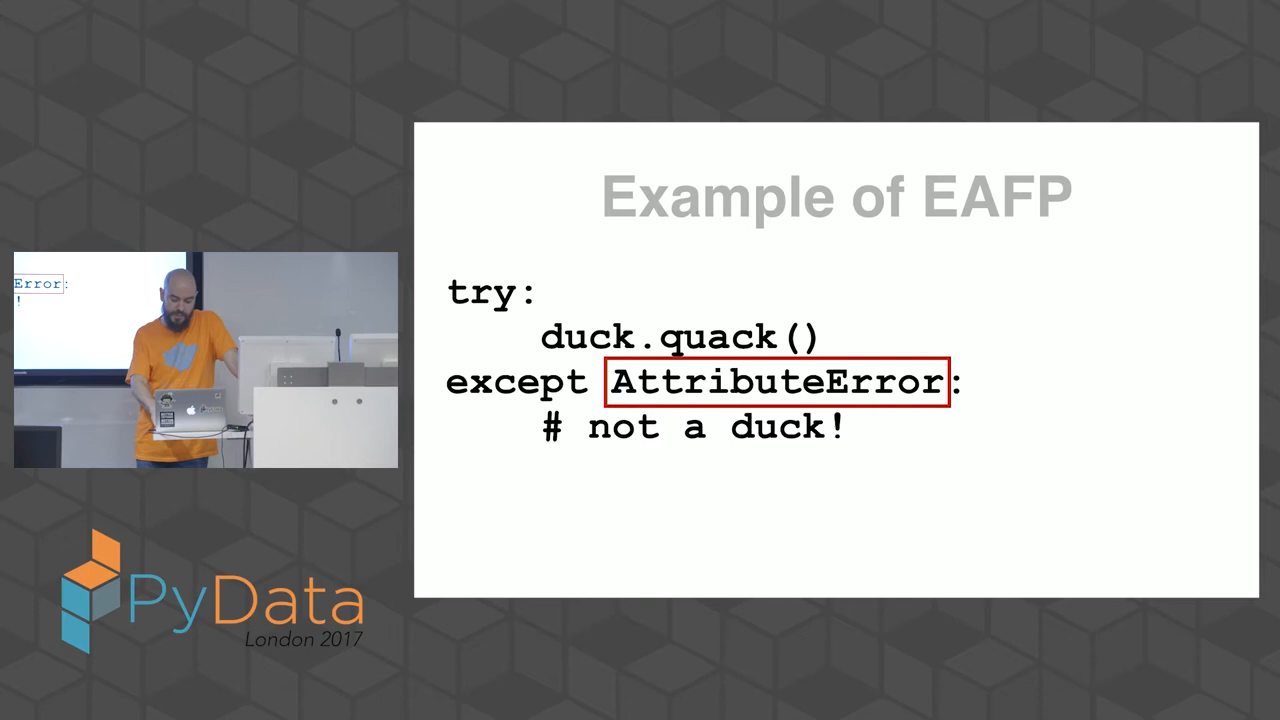 Example of EAFP
try:
    duck.quack()
except AttributeError:
    # not a duck!
Error:
!
PyData
London 2017